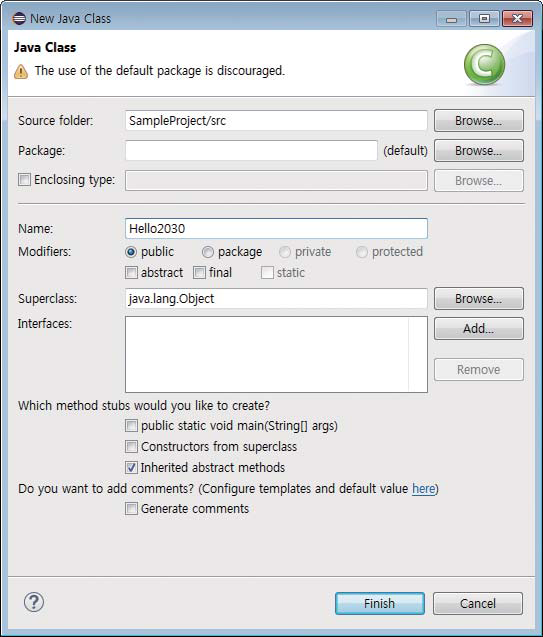 New Java Class
Java Class
The use of the default package is discouraged.
C
Source folder: SampleProject/src Browse...
Package: (default) Browse...
Enclosing type: Browse...
Name: Hello2030
Modifiers: public package private protected
abstract final static
Superclass: java.lang.Object Browse...
Interfaces: Add...
Remove
Which method stubs would you like to create?
public static void main(String[] args)
Constructors from superclass
Inherited abstract methods
Do you want to add comments? (Configure templates and default value here)
Generate comments
? Finish Cancel